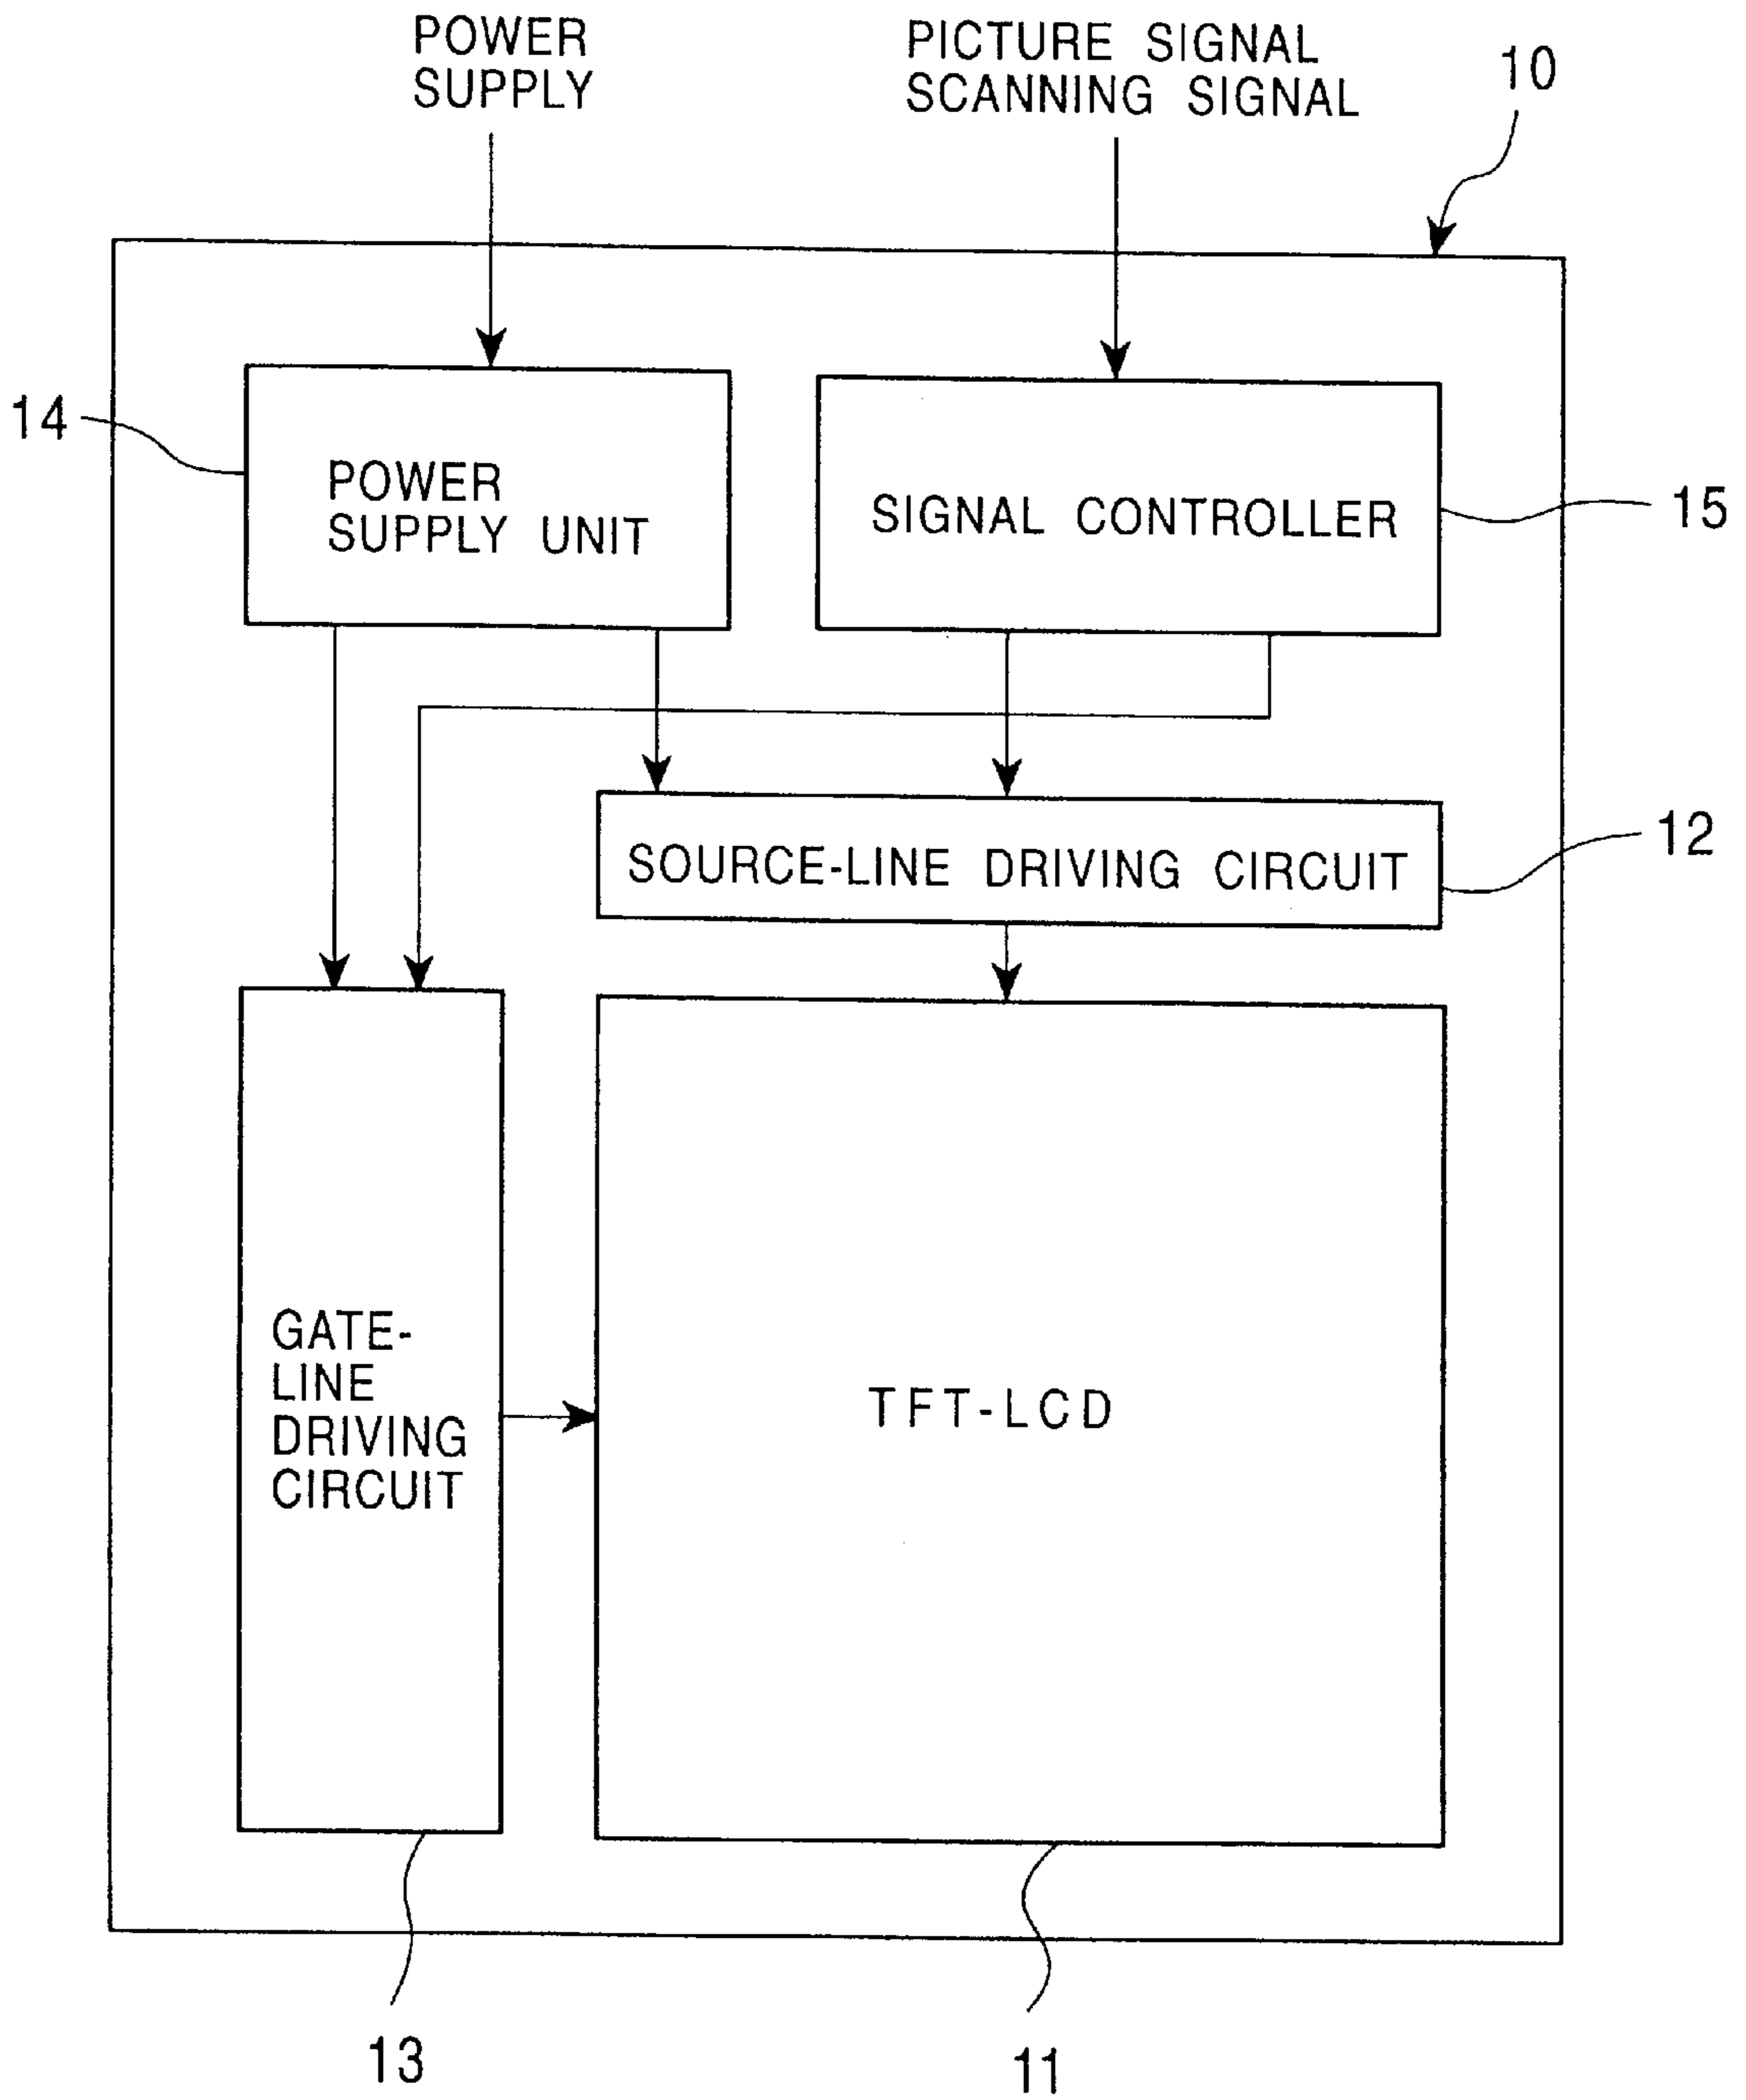 POWER
SUPPLY
PICTURE SIGNAL
SCANNING SIGNAL
10
14
POWER
SUPPLY UNIT
SIGNAL CONTROLLER
15
SOURCE-LINE DRIVING CIRCUIT
12
GATE-
LINE
DRIVING
CIRCUIT
TFT-LCD
13
11